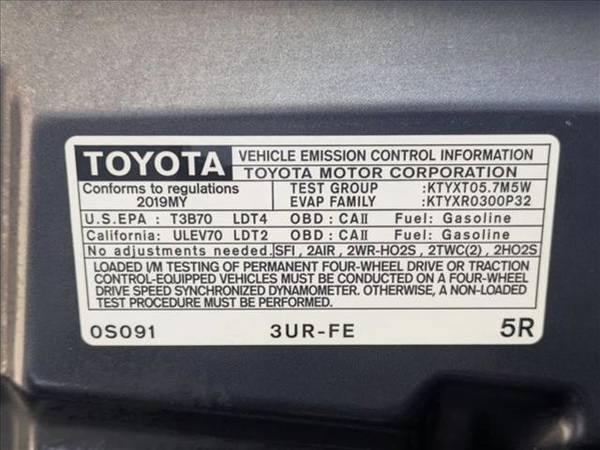 TOYOTA
VEHICLE EMISSION CONTROL INFORMATION
TOYOTA MOTOR CORPORATION
Conforms to regulations
2019MY
TEST GROUP :KTYXT05.7M5W
EVAP FAMILY :KTYXR0300P32
U.S.EPA : T3B70 LDT4 OBD : CAⅡ Fuel: Gasoline
California: ULEV70 LDT2 OBD : CAⅡ Fuel: Gasoline
No adjustments needed. SFI , 2AIR , 2WR-HO2S , 2TWC(2) , 2HO2S
LOADED I/M TESTING OF PERMANENT FOUR-WHEEL DRIVE OR TRACTION
CONTROL-EQUIPPED VEHICLES MUST BE CONDUCTED ON A FOUR-WHEEL
DRIVE SPEED SYNCHRONIZED DYNAMOMETER. OTHERWISE, A NON-LOADED
TEST PROCEDURE MUST BE PERFORMED.
0S091 3UR-FE 5R